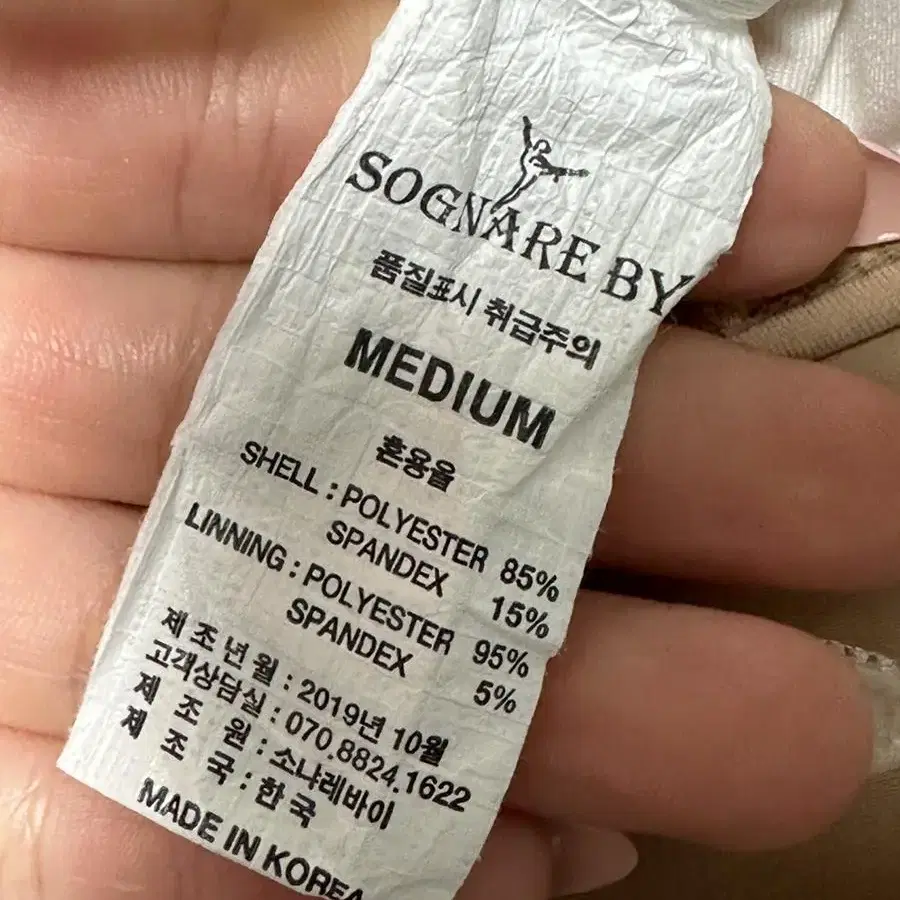 SOGNARE BY
품질표시 취급주의
MEDIUM
혼용율
SHELL : POLYESTER 85%
SPANDEX 15%
LINNING : POLYESTER 95%
SPANDEX 5%
제조년월 : 2019년 10월
고객상담실 : 070.8824.1622
제조원 : 소냐레바이
제조국 : 한국
MADE IN KOREA